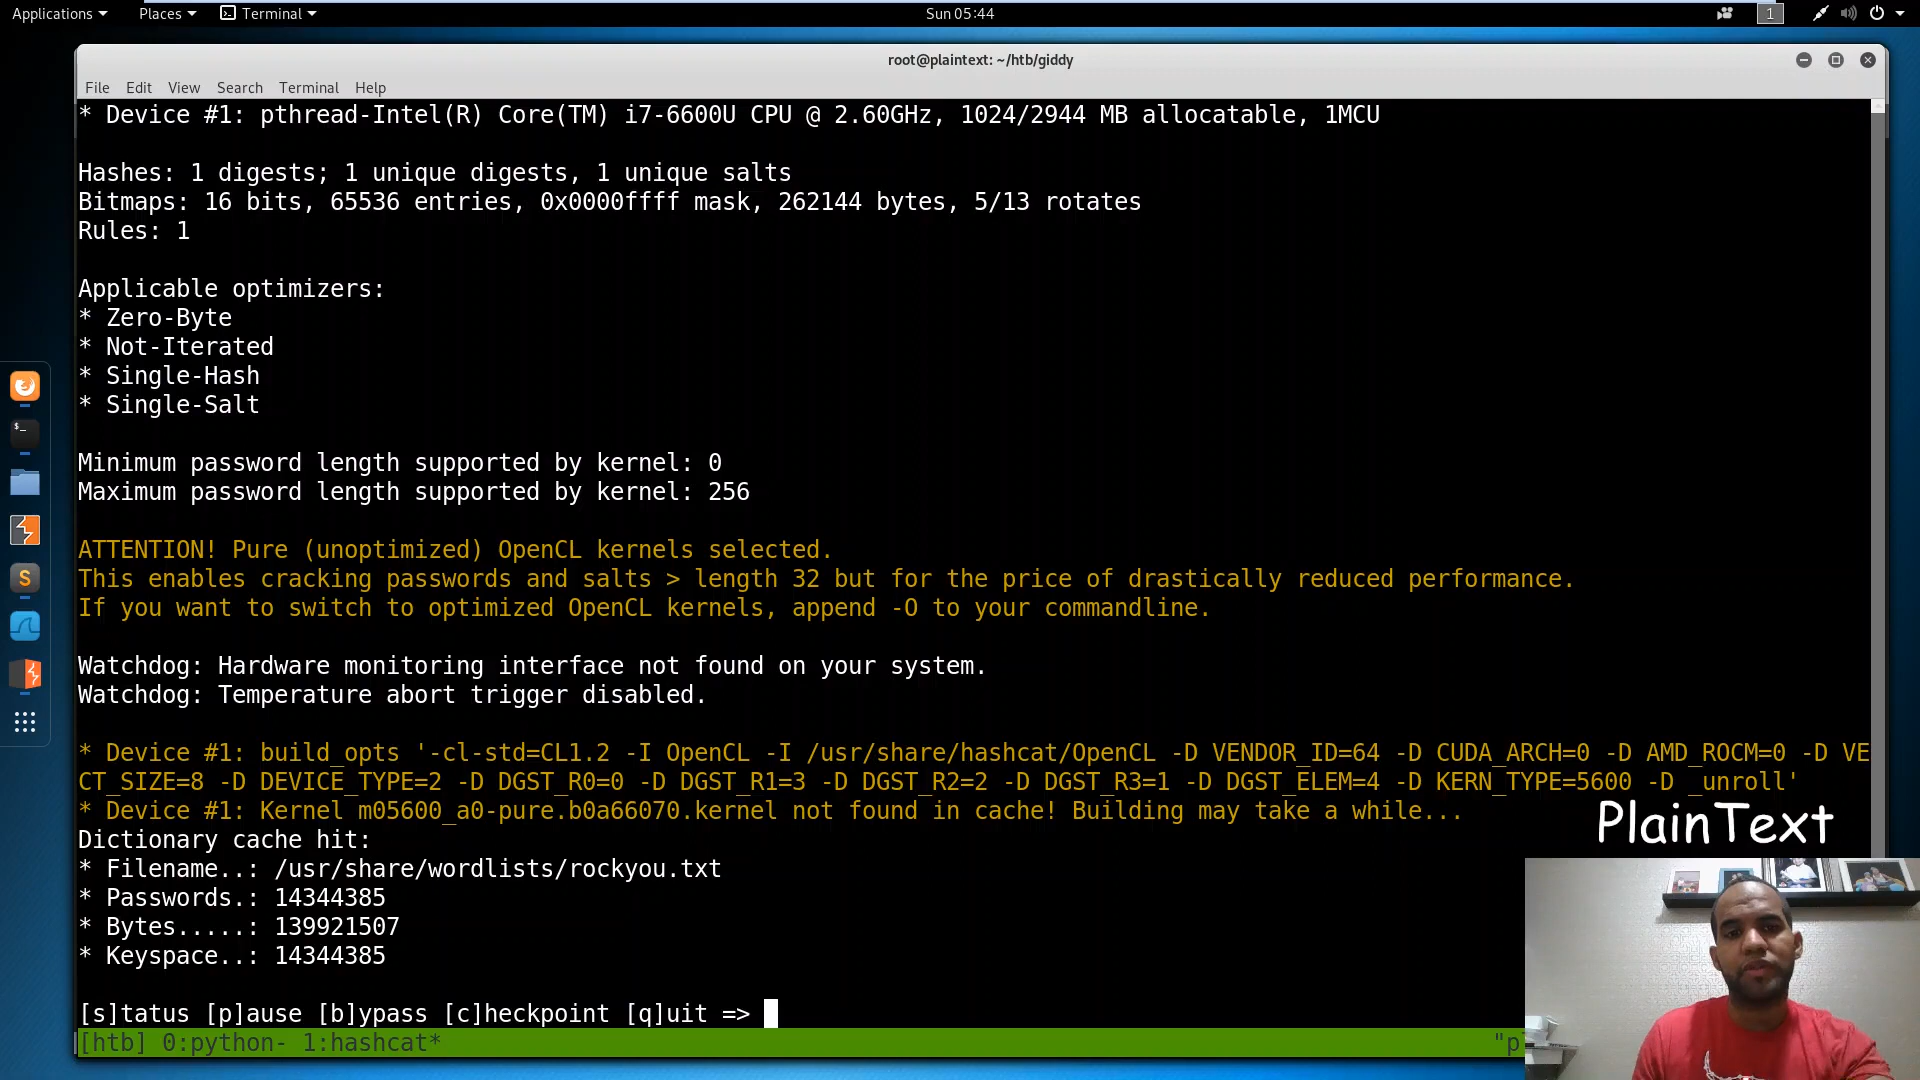 Applications Places Terminal Sun 05:44 1
root@plaintext: ~/htb/giddy
File Edit View Search Terminal Help
* Device #1: pthread-Intel(R) Core(TM) i7-6600U CPU @ 2.60GHz, 1024/2944 MB allocatable, 1MCU
Hashes: 1 digests; 1 unique digests, 1 unique salts
Bitmaps: 16 bits, 65536 entries, 0x0000ffff mask, 262144 bytes, 5/13 rotates
Rules: 1
Applicable optimizers:
* Zero-Byte
* Not-Iterated
* Single-Hash
* Single-Salt
Minimum password length supported by kernel: 0
Maximum password length supported by kernel: 256
ATTENTION! Pure (unoptimized) OpenCL kernels selected.
This enables cracking passwords and salts > length 32 but for the price of drastically reduced performance.
If you want to switch to optimized OpenCL kernels, append -O to your commandline.
Watchdog: Hardware monitoring interface not found on your system.
Watchdog: Temperature abort trigger disabled.
* Device #1: build_opts '-cl-std=CL1.2 -I OpenCL -I /usr/share/hashcat/OpenCL -D VENDOR_ID=64 -D CUDA_ARCH=0 -D AMD_ROCM=0 -D VE
CT_SIZE=8 -D DEVICE_TYPE=2 -D DGST_R0=0 -D DGST_R1=3 -D DGST_R2=2 -D DGST_R3=1 -D DGST_ELEM=4 -D KERN_TYPE=5600 -D _unroll'
* Device #1: Kernel m05600_a0-pure.b0a66070.kernel not found in cache! Building may take a while...
PlainText
Dictionary cache hit:
* Filename..: /usr/share/wordlists/rockyou.txt
* Passwords.: 14344385
* Bytes.....: 139921507
* Keyspace..: 14344385
[s]tatus [p]ause [b]ypass [c]heckpoint [q]uit =>
[htb] 0:python- 1:hashcat* "p